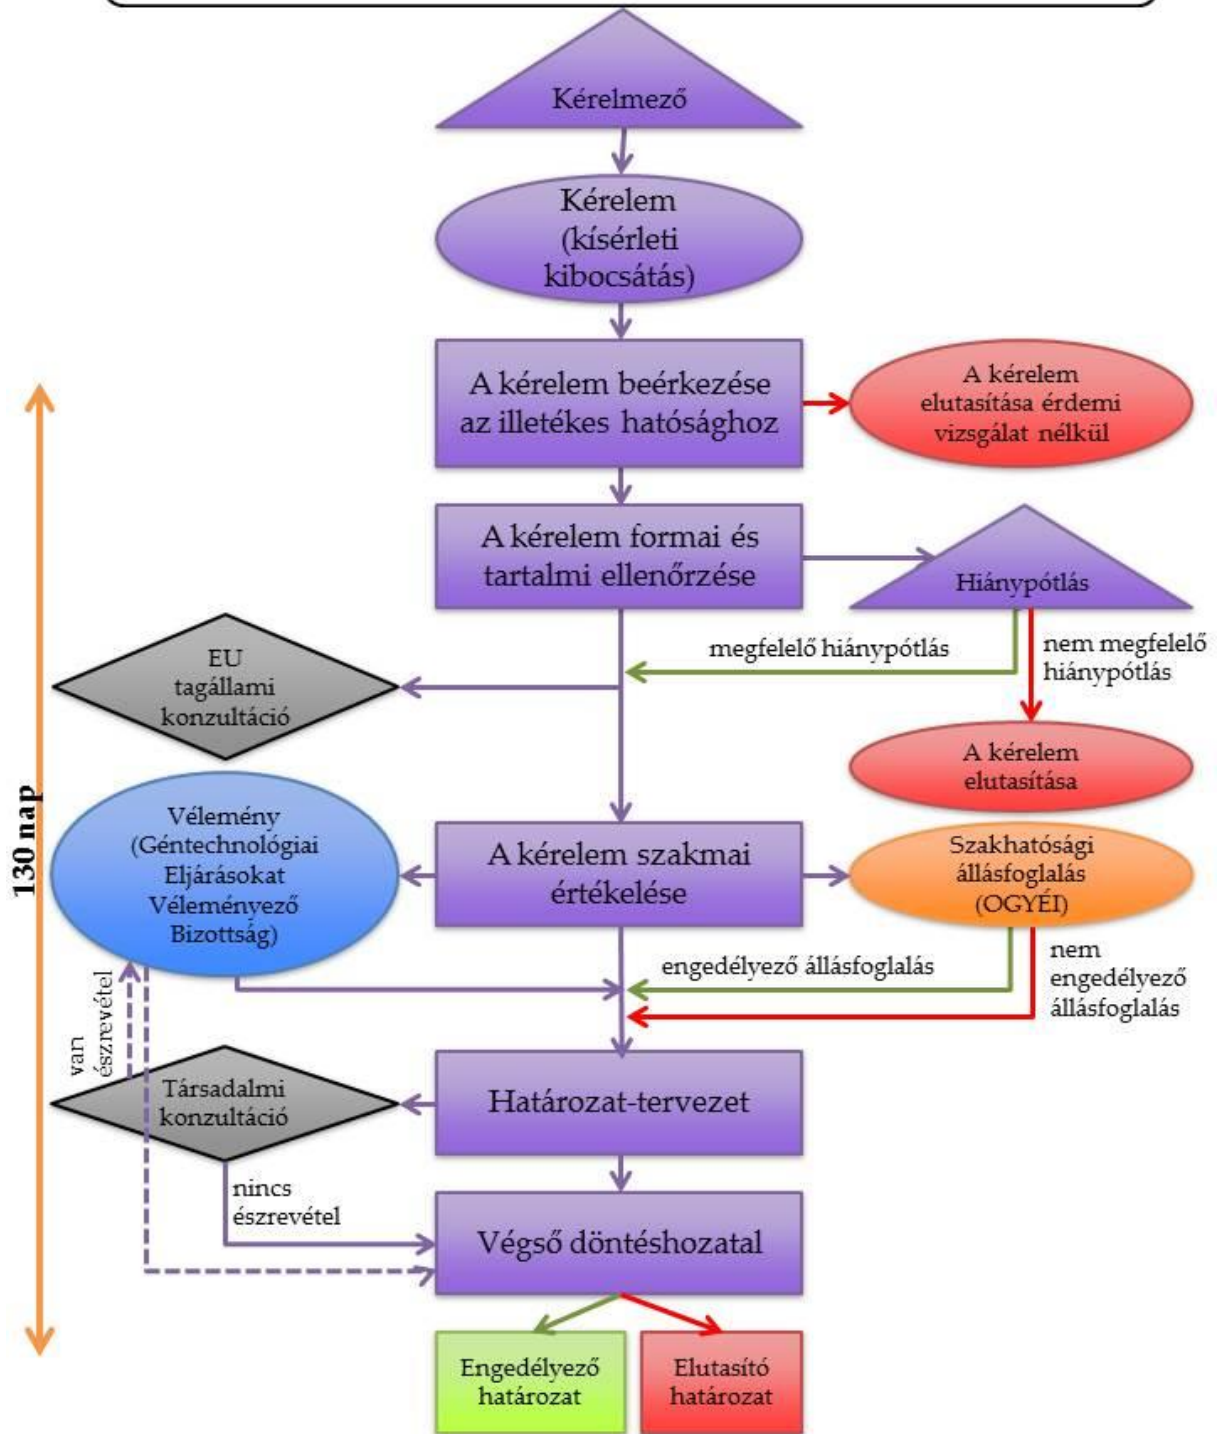 Kérelmező
Kérelem
(kísérleti
kibocsátás)
A kérelem beérkezése
az illetékes hatósághoz
A kérelem
elutasítása érdemi
vizsgálat nélkül
A kérelem formai és
tartalmi ellenőrzése
Hiánypótlás
megfelelő hiánypótlás
nem megfelelő
hiánypótlás
EU
tagállami
konzultáció
A kérelem
elutasítása
130 nap
Vélemény
(Géntechnológiai
Eljárásokat
Véleményező
Bizottság)
A kérelem szakmai
értékelése
Szakhatósági
állásfoglalás
(OGYÉI)
engedélyező állásfoglalás
nem
engedélyező
állásfoglalás
van
észrevétel
Társadalmi
konzultáció
Határozat-tervezet
nincs
észrevétel
Végső döntéshozatal
Engedélyező
határozat
Elutasító
határozat